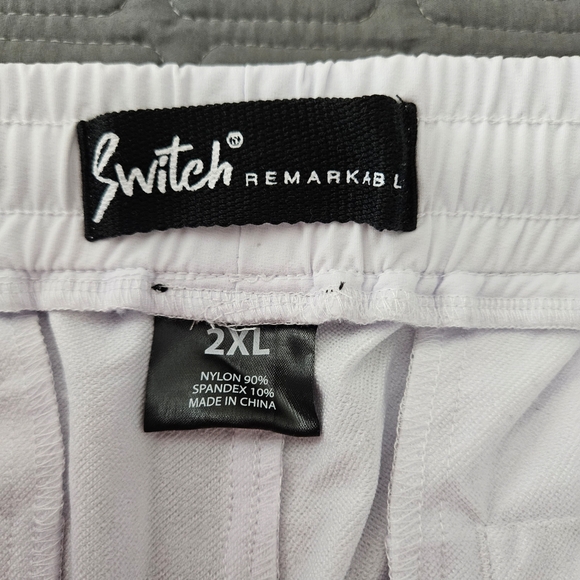 Switch® REMARKABL
2XL
NYLON 90%
SPANDEX 10%
MADE IN CHINA